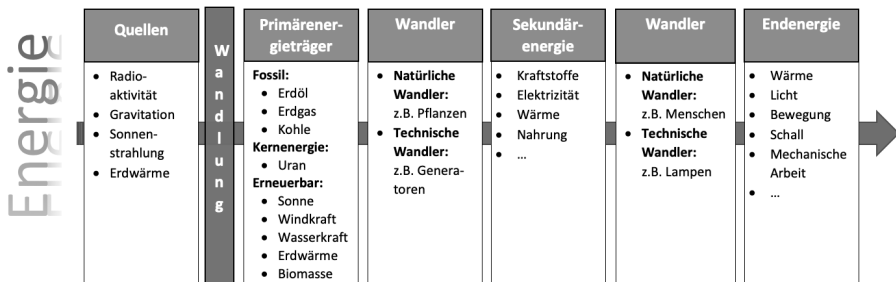 Energie
Quellen
Radio-
aktivität
Gravitation
Sonnen-
strahlung
Erdwärme
Wandlung
Primärener-
gieträger
Fossil:
Erdöl
Erdgas
Kohle
Kernenergie:
Uran
Erneuerbar:
Sonne
Windkraft
Wasserkraft
Erdwärme
Biomasse
Wandler
Natürliche
Wandler:
z.B. Pflanzen
Technische
Wandler:
z.B. Genera-
toren
Sekundär-
energie
Kraftstoffe
Elektrizität
Wärme
Nahrung
...
Wandler
Natürliche
Wandler:
z.B. Menschen
Technische
Wandler:
z.B. Lampen
Endenergie
Wärme
Licht
Bewegung
Schall
Mechanische
Arbeit
...